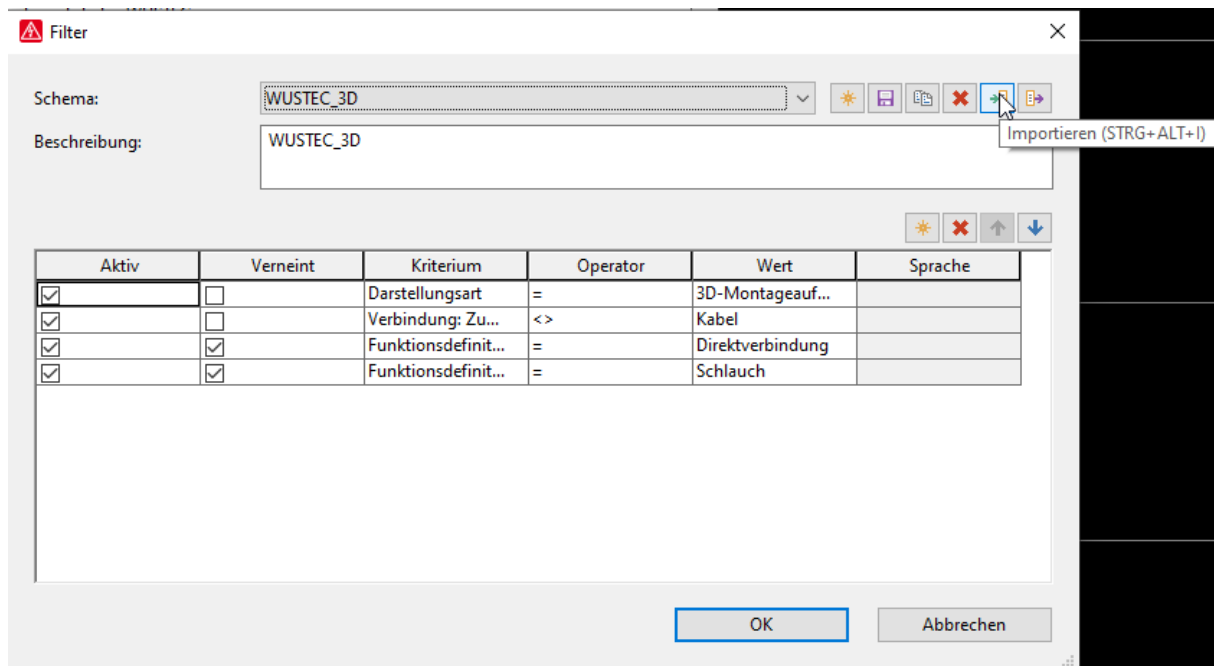 Filter
Schema:
WUSTEC_3D
Importieren (STRG+ALT+I)
Beschreibung:
WUSTEC_3D
Aktiv Verneint Kriterium Operator Wert Sprache
Darstellungsart = 3D-Montageauf...
Verbindung: Zu... <> Kabel
Funktionsdefinit... = Direktverbindung
Funktionsdefinit... = Schlauch
OK Abbrechen